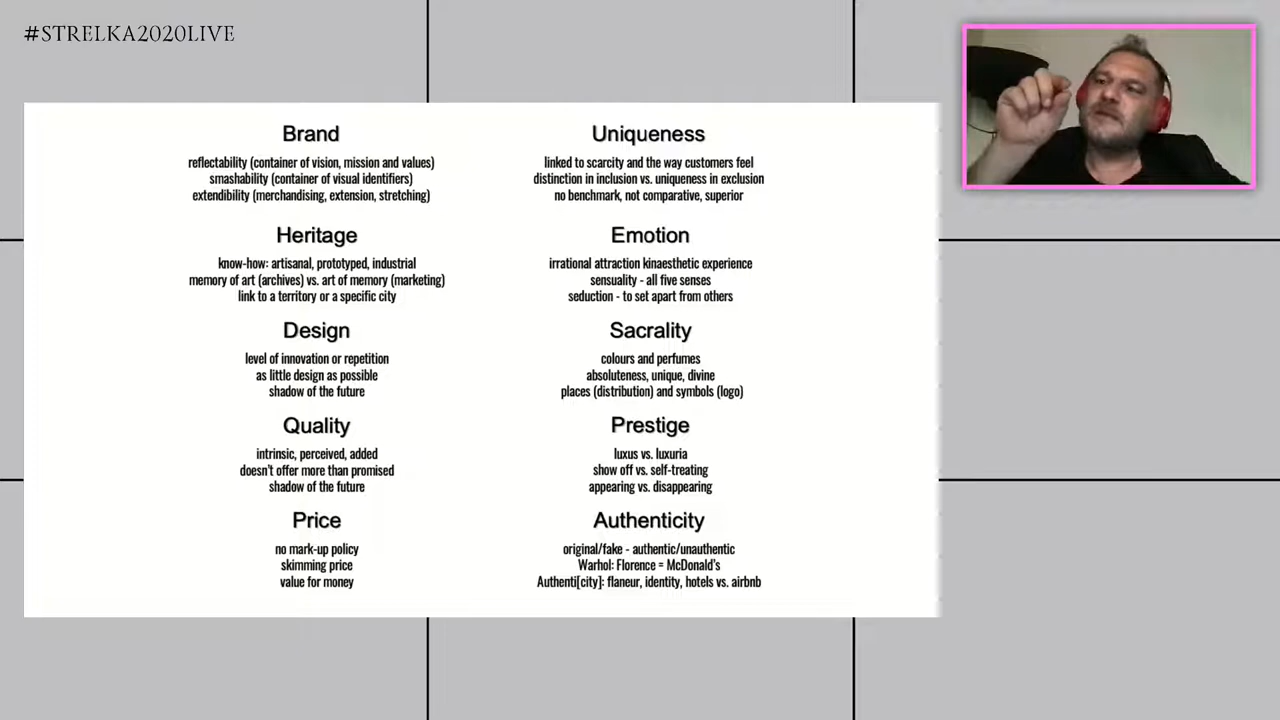 #STRELKA2020LIVE
Brand
reflectability (container of vision, mission and values)
smashability (container of visual identifiers)
extendibility (merchandising, extension, stretching)
Heritage
know-how: artisanal, prototyped, industrial
memory of art (archives) vs. art of memory (marketing)
link to a territory or a specific city
Design
level of innovation or repetition
as little design as possible
shadow of the future
Quality
intrinsic, perceived, added
doesn't offer more than promised
shadow of the future
Price
no mark-up policy
skimming price
value for money
Uniqueness
linked to scarcity and the way customers feel
distinction in inclusion vs. uniqueness in exclusion
no benchmark, not comparative, superior
Emotion
irrational attraction kinaesthetic experience
sensuality - all five senses
seduction - to set apart from others
Sacrality
colours and perfumes
absoluteness, unique, divine
places (distribution) and symbols (logo)
Prestige
luxus vs. luxuria
show off vs. self-treating
appearing vs. disappearing
Authenticity
original/fake - authentic/unauthentic
Warhol: Florence = McDonald's
Authenti[city]: flaneur, identity, hotels vs. airbnb